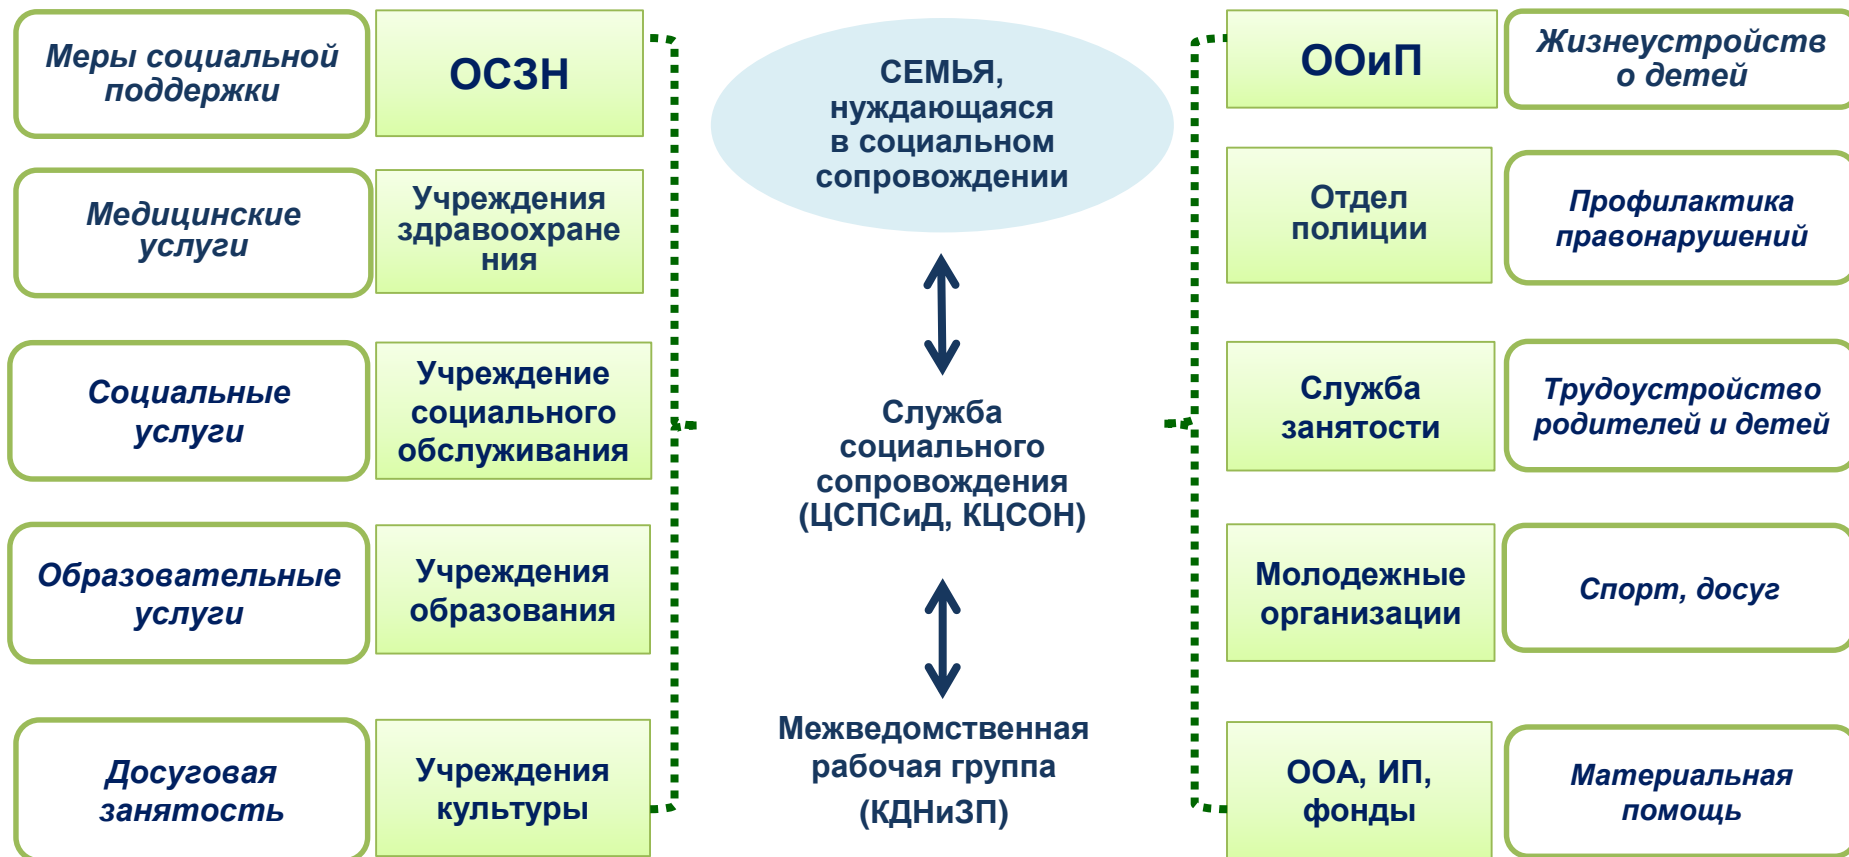 Меры социальной
поддержки
ОСЗН
Медицинские
услуги
Учреждения
здравоохране
ния
Социальные
услуги
Учреждение
социального
обслуживания
Образовательные
услуги
Учреждения
образования
Досуговая
занятость
Учреждения
культуры
СЕМЬЯ,
нуждающаяся
в социальном
сопровождении
Служба
социального
сопровождения
(ЦСПСиД, КЦСОН)
Межведомственная
рабочая группа
(КДНиЗП)
ООиП
Жизнеустройств
о детей
Отдел
полиции
Профилактика
правонарушений
Служба
занятости
Трудоустройство
родителей и детей
Молодежные
организации
Спорт, досуг
ООА, ИП,
фонды
Материальная
помощь